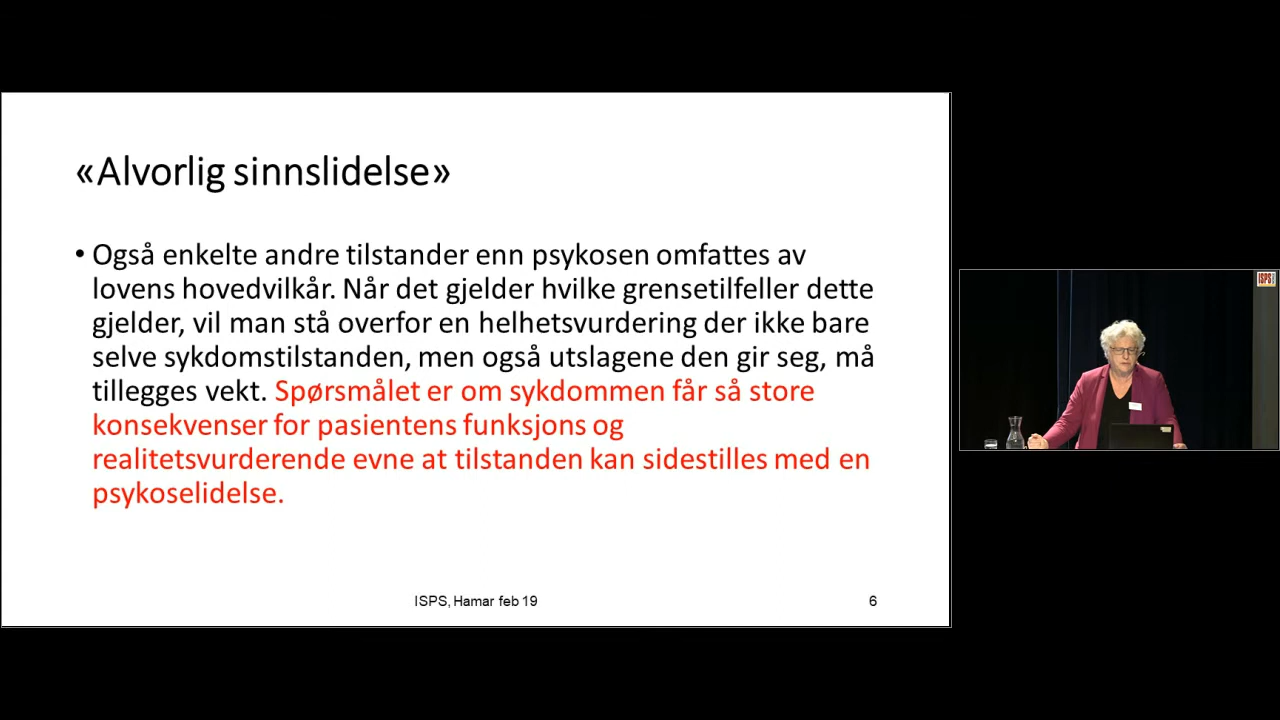 «Alvorlig sinnslidelse»
• Også enkelte andre tilstander enn psykosen omfattes av
lovens hovedvilkår. Når det gjelder hvilke grensetilfeller dette
gjelder, vil man stå overfor en helhetsvurdering der ikke bare
selve sykdomstilstanden, men også utslagene den gir seg, må
tillegges vekt. Spørsmålet er om sykdommen får så store
konsekvenser for pasientens funksjons og
realitetsvurderende evne at tilstanden kan sidestilles med en
psykoselidelse.
ISPS, Hamar feb 19
6
ISPS